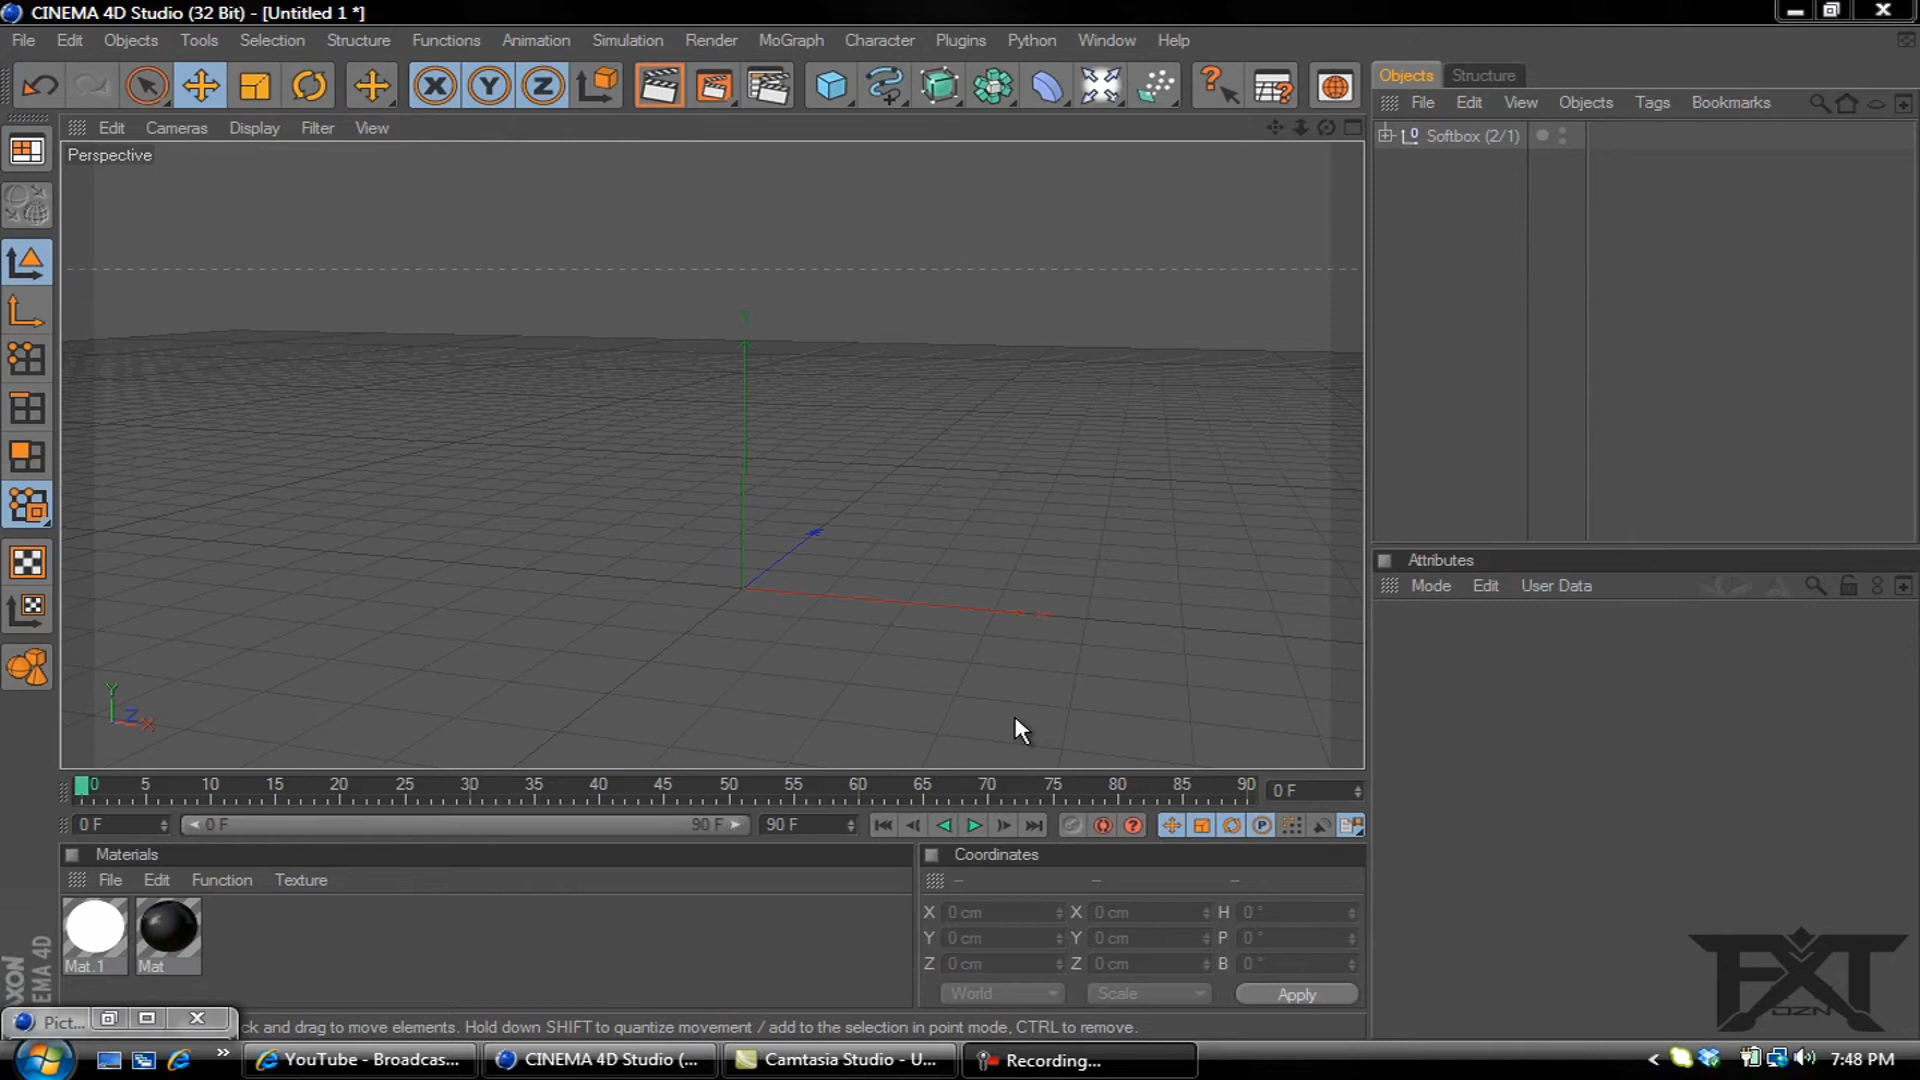 CINEMA 4D Studio (32 Bit) - [Untitled 1 *]
File Edit Objects Tools Selection Structure Functions Animation Simulation Render MoGraph Character Plugins Python Window Help
Objects Structure
File Edit View Objects Tags Bookmarks
Edit Cameras Display Filter View
Softbox (2/1)
Perspective
Y
X Y Z
Attributes
Mode Edit User Data
Y
Z X
0 5 10 15 20 25 30 35 40 45 50 55 60 65 70 75 80 85 90 0 F
0 F 0 F 90 F 90 F
Materials
File Edit Function Texture
Mat.1 Mat
Coordinates
-- -- --
X 0 cm X 0 cm H 0 °
Y 0 cm Y 0 cm P 0 °
Z 0 cm Z 0 cm B 0 °
World Scale Apply
AXON
EMA 4D
FXT
DZN
Pict...
ck and drag to move elements. Hold down SHIFT to quantize movement / add to the selection in point mode, CTRL to remove.
YouTube - Broadcas... CINEMA 4D Studio (... Camtasia Studio - U... Recording... 7:48 PM